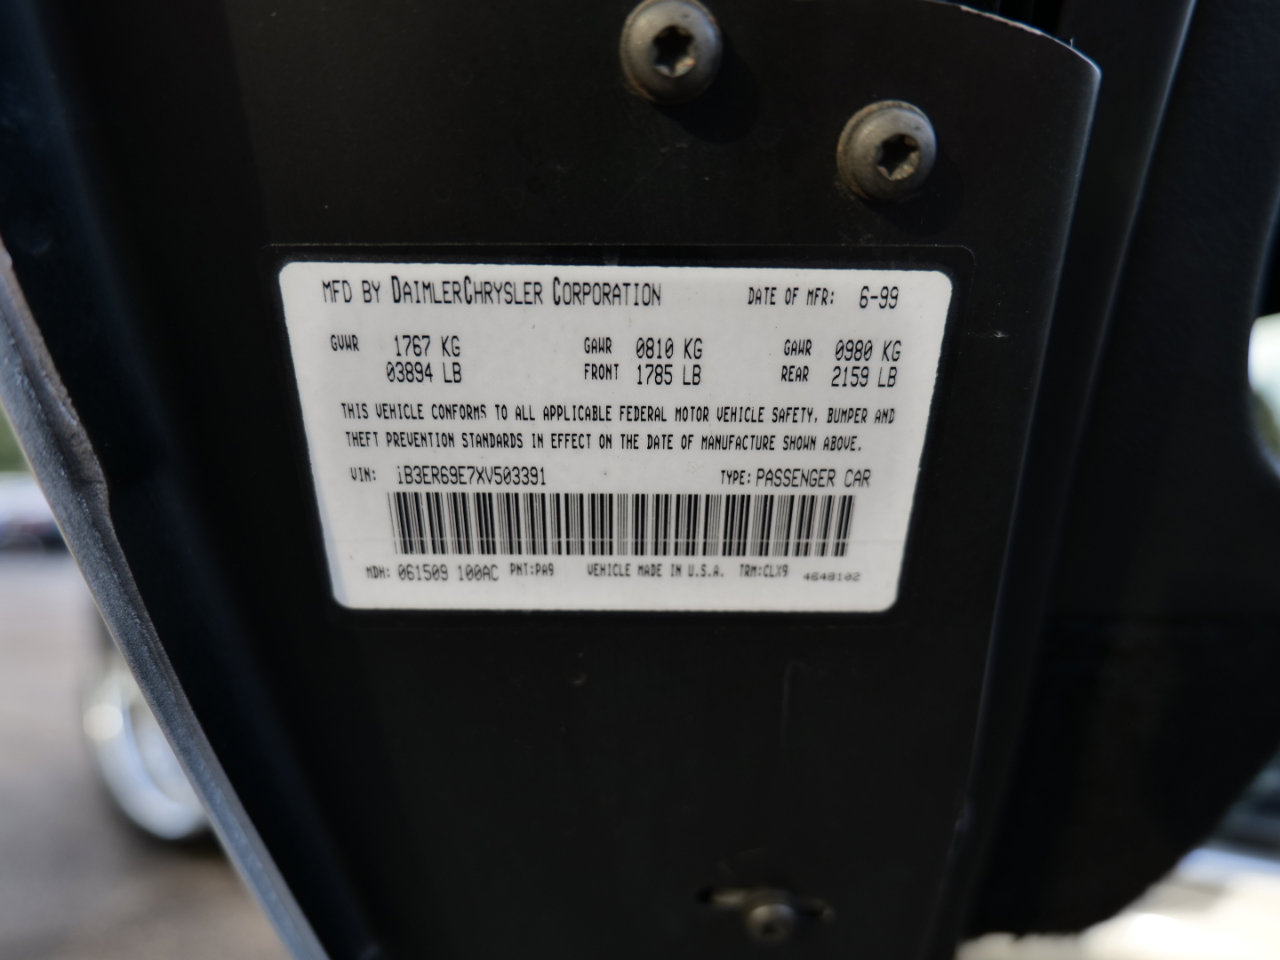 MFD BY DAIMLERCHRYSLER CORPORATION DATE OF MFR: 6-99
GVWR 1767 KG GAWR 0810 KG GAWR 0980 KG
03894 LB FRONT 1785 LB REAR 2159 LB
THIS VEHICLE CONFORMS TO ALL APPLICABLE FEDERAL MOTOR VEHICLE SAFETY, BUMPER AND
THEFT PREVENTION STANDARDS IN EFFECT ON THE DATE OF MANUFACTURE SHOWN ABOVE.
VIN: 1B3ER69E7XV503391 TYPE: PASSENGER CAR
MDH: 061509 100AC PNT:PA9 VEHICLE MADE IN U.S.A. TRM:CLX9 4648102